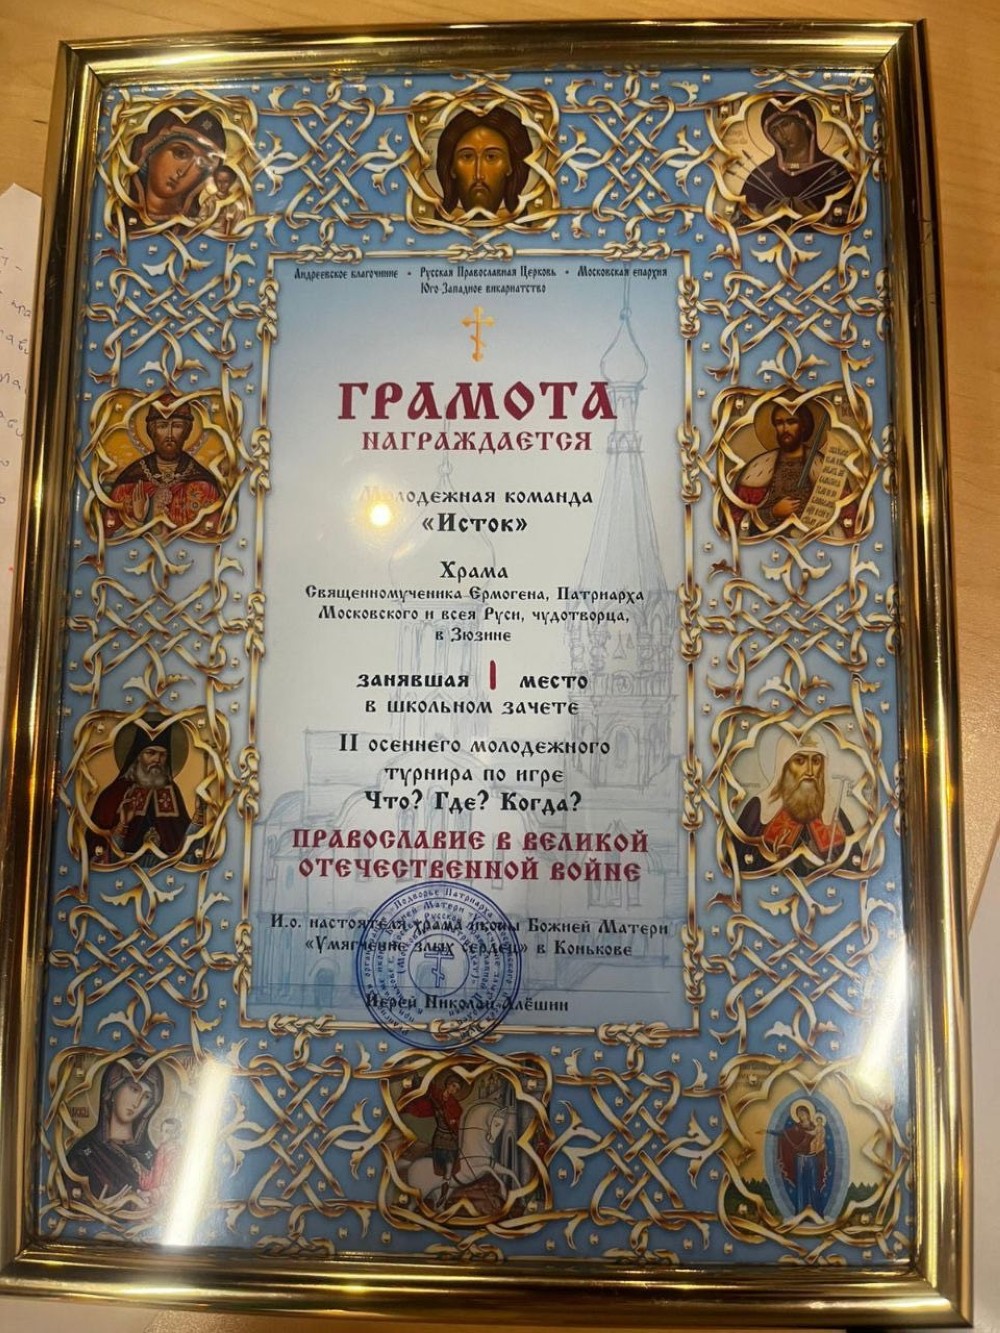 Андреевское благочиние • Русская Православная Церковь • Московская епархия
Юго-Западное викариатство
ГРАМОТА
НАГРАЖДАЕТСЯ
Молодежная команда
«Исток»
Храма
Священномученика Ермогена, Патриарха
Московского и всея Руси, чудотворца,
в Зюзине
занявшая I место
в школьном зачете
II осеннего молодежного
турнира по игре
Что? Где? Когда?
ПРАВОСЛАВИЕ В ВЕЛИКОЙ
ОТЕЧЕСТВЕННОЙ ВОЙНЕ
И.о. настоятеля храма иконы Божией Матери
«Умягчение злых сердец» в Конькове
Иерей Николай Алёшин